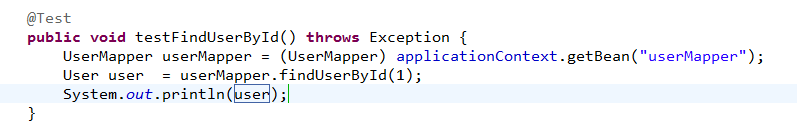 @Test
public void testFindUserById() throws Exception {
UserMapper userMapper = (UserMapper) applicationContext.getBean("userMapper");
User user  = userMapper.findUserById(1);
System.out.println(user);
}